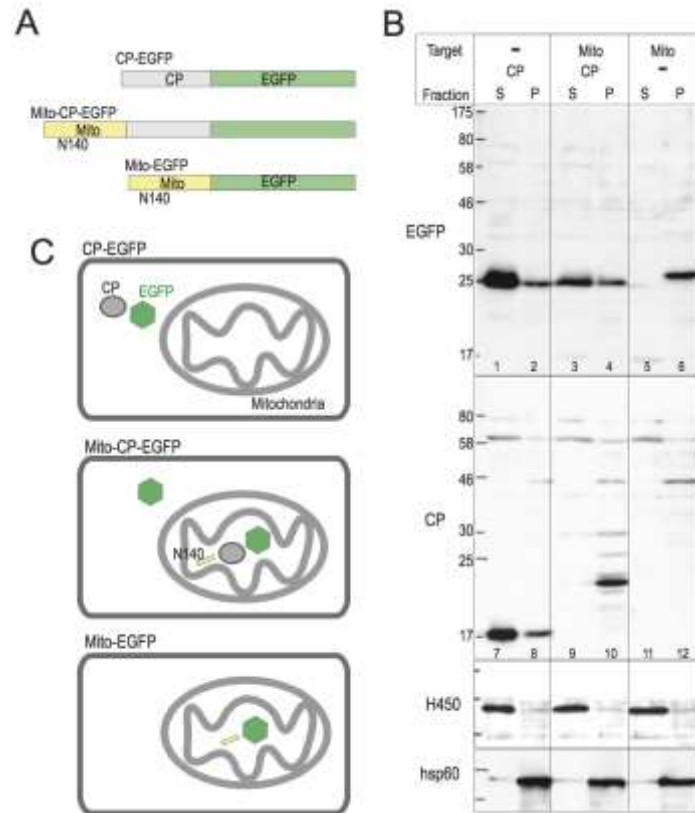 A
CP-EGFP
CP EGFP
Mito-CP-EGFP
Mito
N140
Mito-EGFP
Mito EGFP
N140
B
Target - Mito Mito
CP CP -
Fraction S P S P S P
175
80
58
46
30
EGFP
25
17
1 2 3 4 5 6
80
58
46
CP
30
25
17
7 8 9 10 11 12
H450
hsp60
C
CP-EGFP
CP
EGFP
Mitochondria
Mito-CP-EGFP
N140
Mito-EGFP